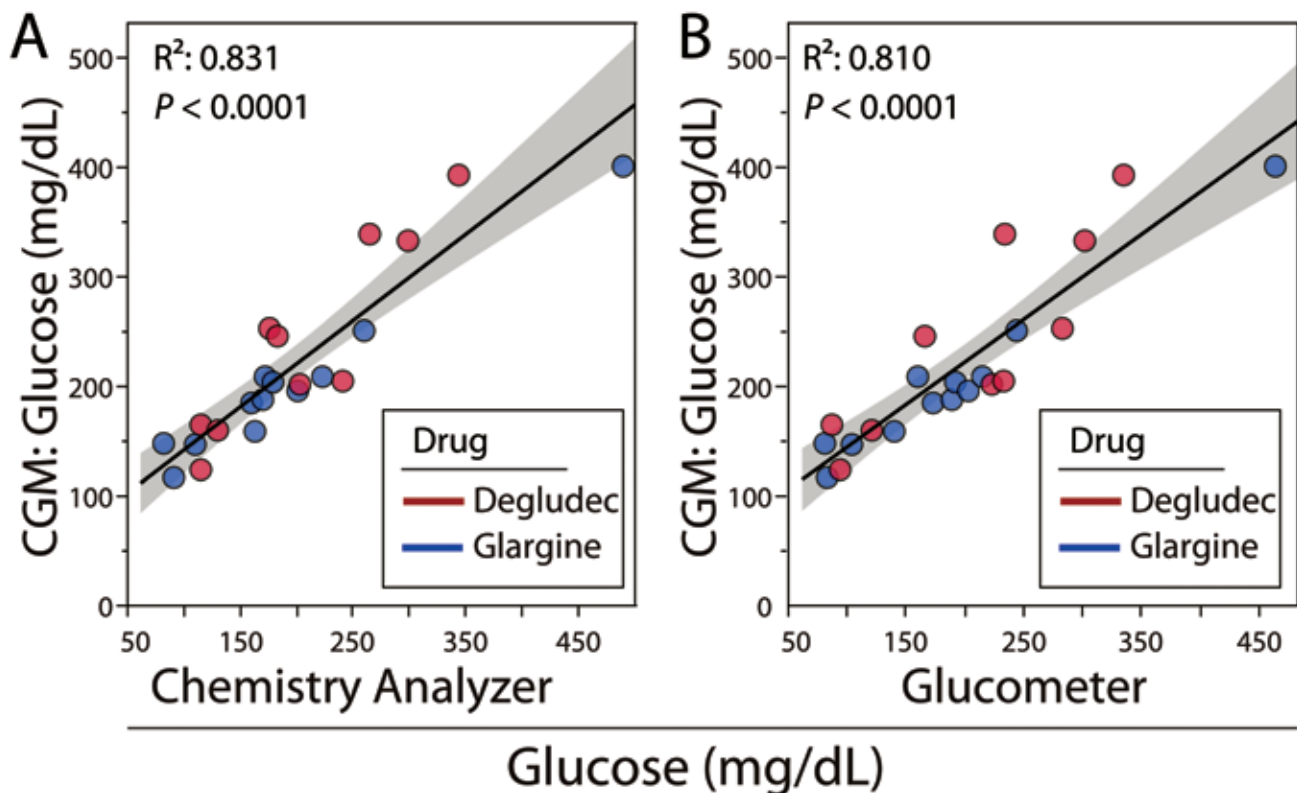 A
R²: 0.831
P < 0.0001
CGM: Glucose (mg/dL)
500
400
300
200
100
0
50
150
250
350
450
Drug
Degludec
Glargine
Chemistry Analyzer
B
R²: 0.810
P < 0.0001
CGM: Glucose (mg/dL)
500
400
300
200
100
0
50
150
250
350
450
Drug
Degludec
Glargine
Glucometer
Glucose (mg/dL)